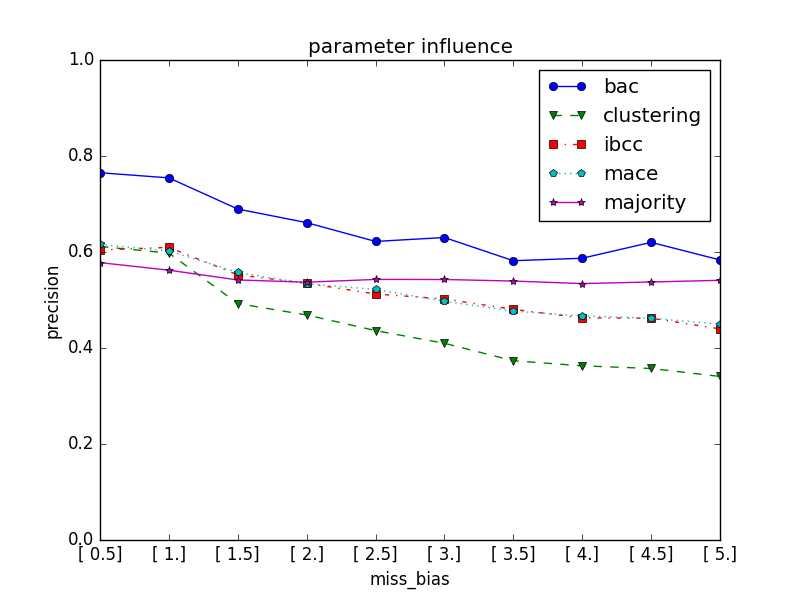 parameter influence
1.0
0.8
0.6
0.4
0.2
0.0
precision
bac
clustering
ibcc
mace
majority
[ 0.5] [ 1.] [ 1.5] [ 2.] [ 2.5] [ 3.] [ 3.5] [ 4.] [ 4.5] [ 5.]
miss_bias